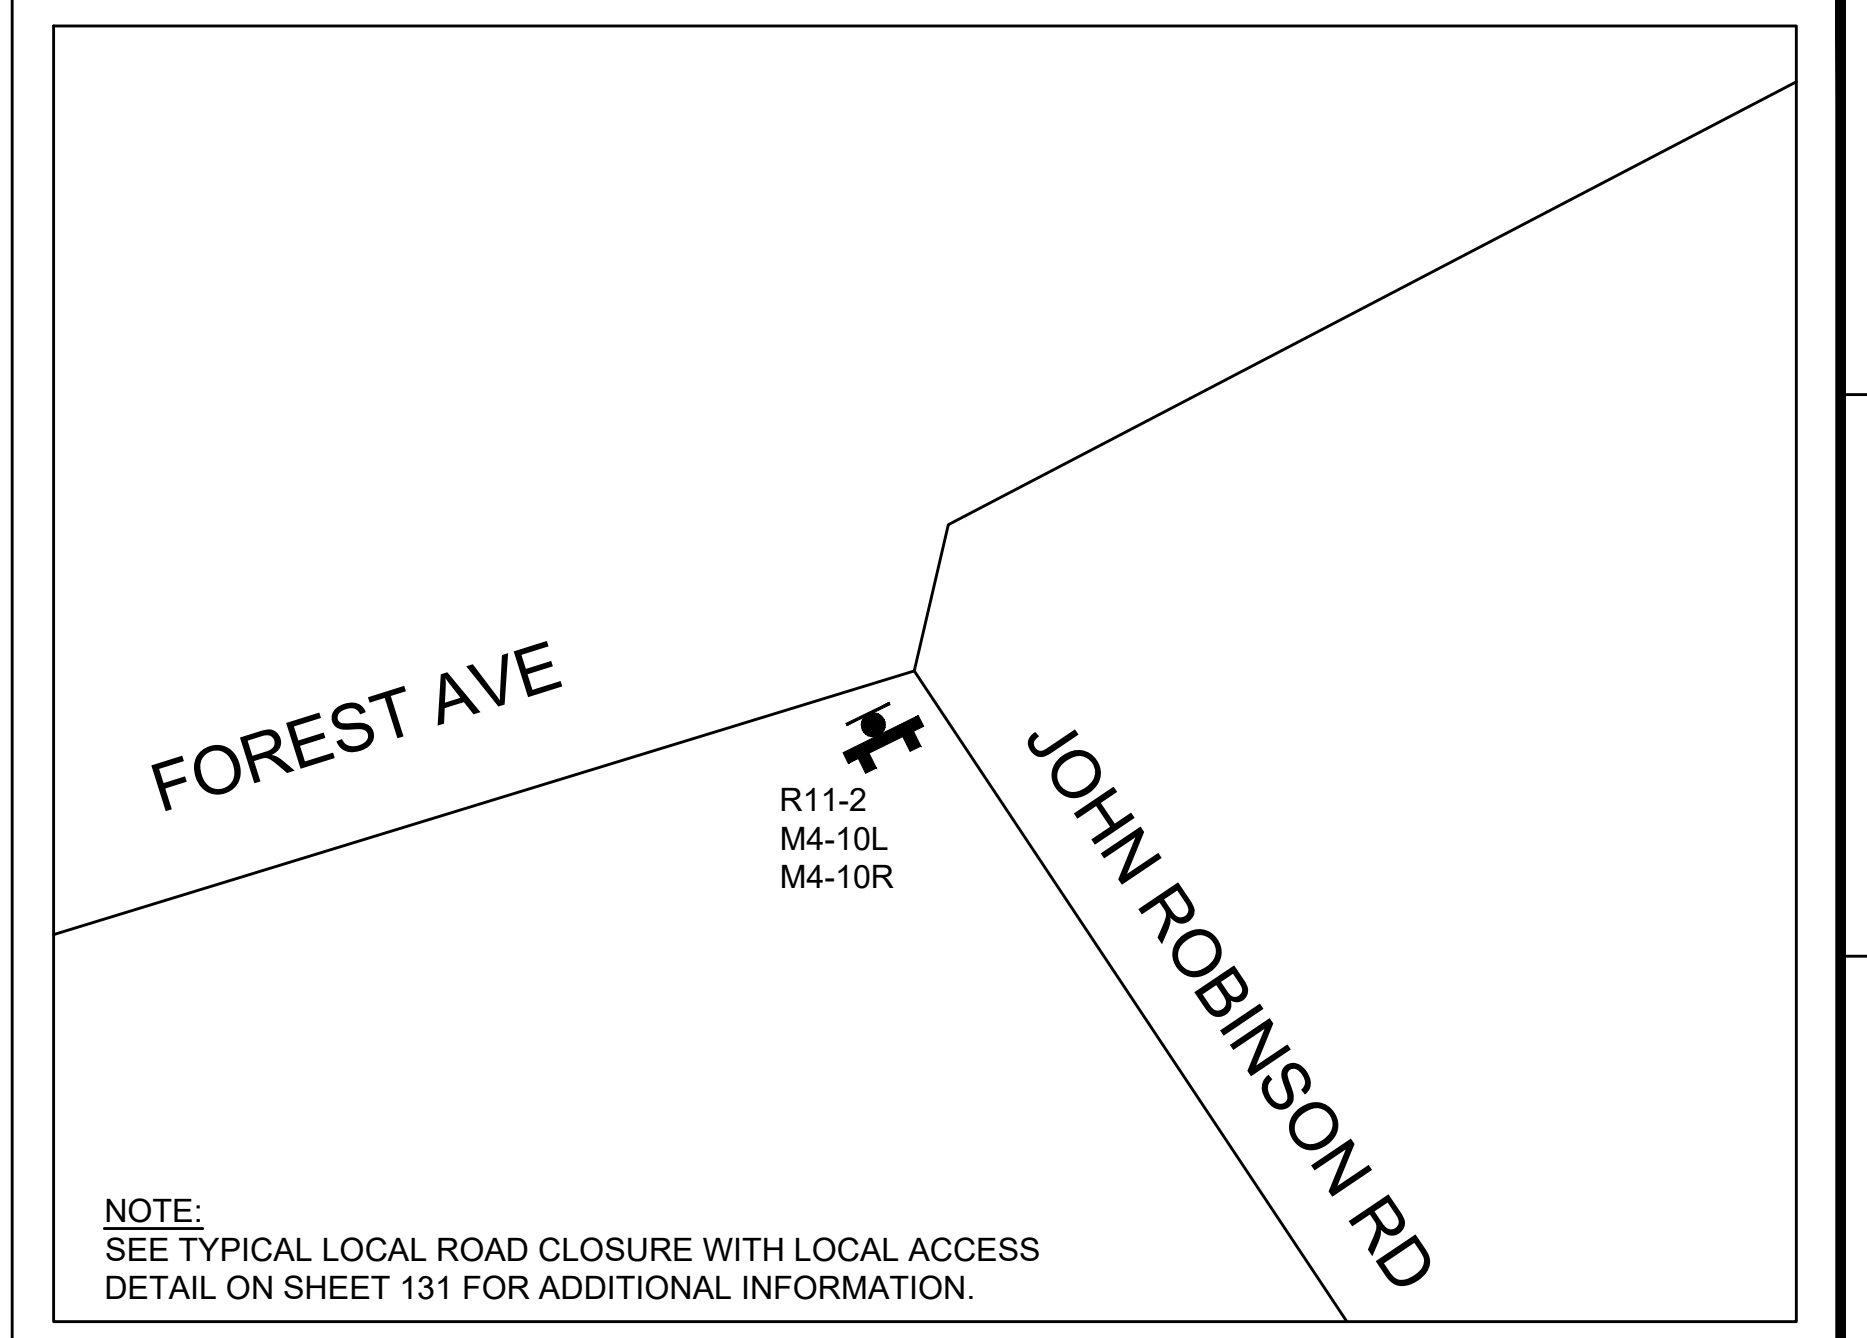 FOREST AVE
R11-2
M4-10L
M4-10R
JOHN ROBINSON RD
NOTE:
SEE TYPICAL LOCAL ROAD CLOSURE WITH LOCAL ACCESS
DETAIL ON SHEET 131 FOR ADDITIONAL INFORMATION.